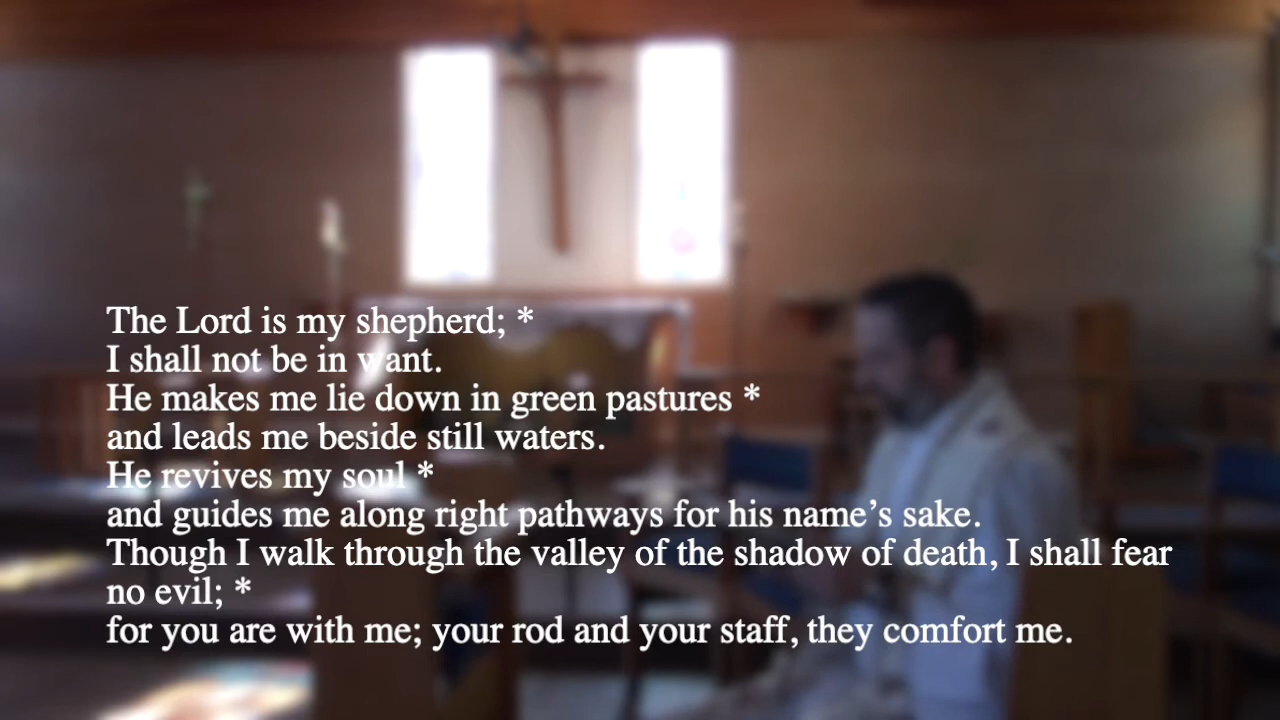 The Lord is my shepherd; *
I shall not be in want.
He makes me lie down in green pastures *
and leads me beside still waters.
He revives my soul *
and guides me along right pathways for his name’s sake.
Though I walk through the valley of the shadow of death, I shall fear
no evil; *
for you are with me; your rod and your staff, they comfort me.